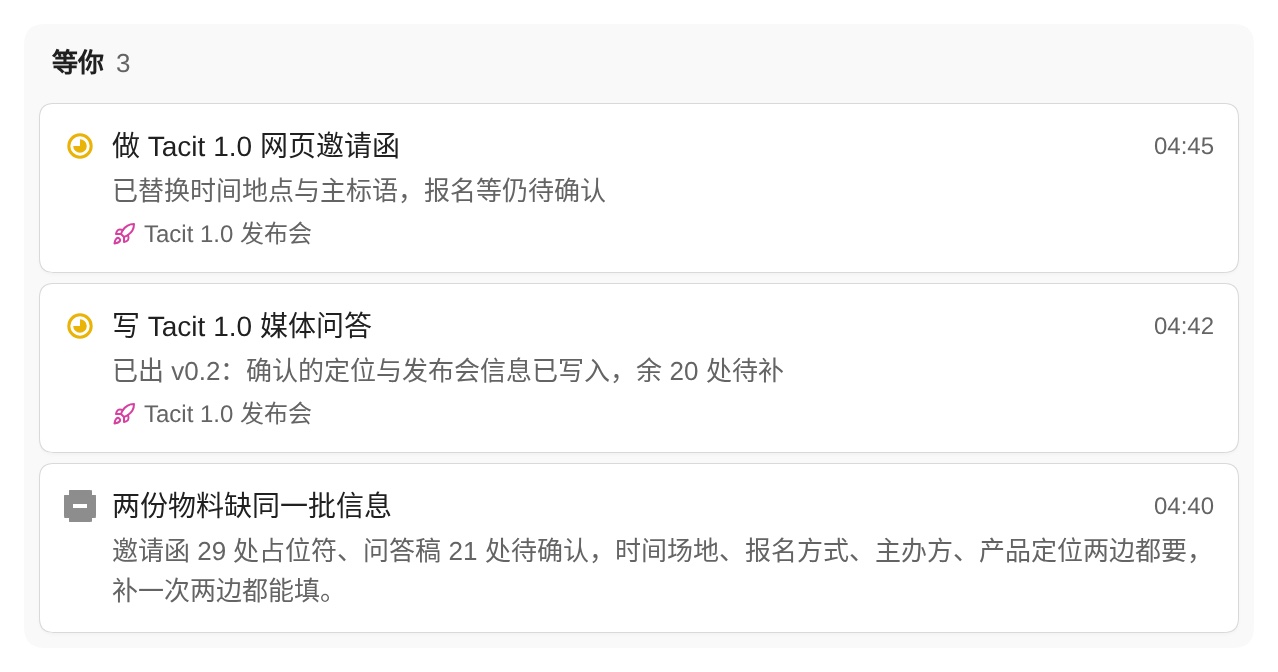 等你 3
做 Tacit 1.0 网页邀请函 04:45
已替换时间地点与主标语，报名等仍待确认
Tacit 1.0 发布会
写 Tacit 1.0 媒体问答 04:42
已出 v0.2：确认的定位与发布会信息已写入，余 20 处待补
Tacit 1.0 发布会
两份物料缺同一批信息 04:40
邀请函 29 处占位符、问答稿 21 处待确认，时间场地、报名方式、主办方、产品定位两边都要，
补一次两边都能填。